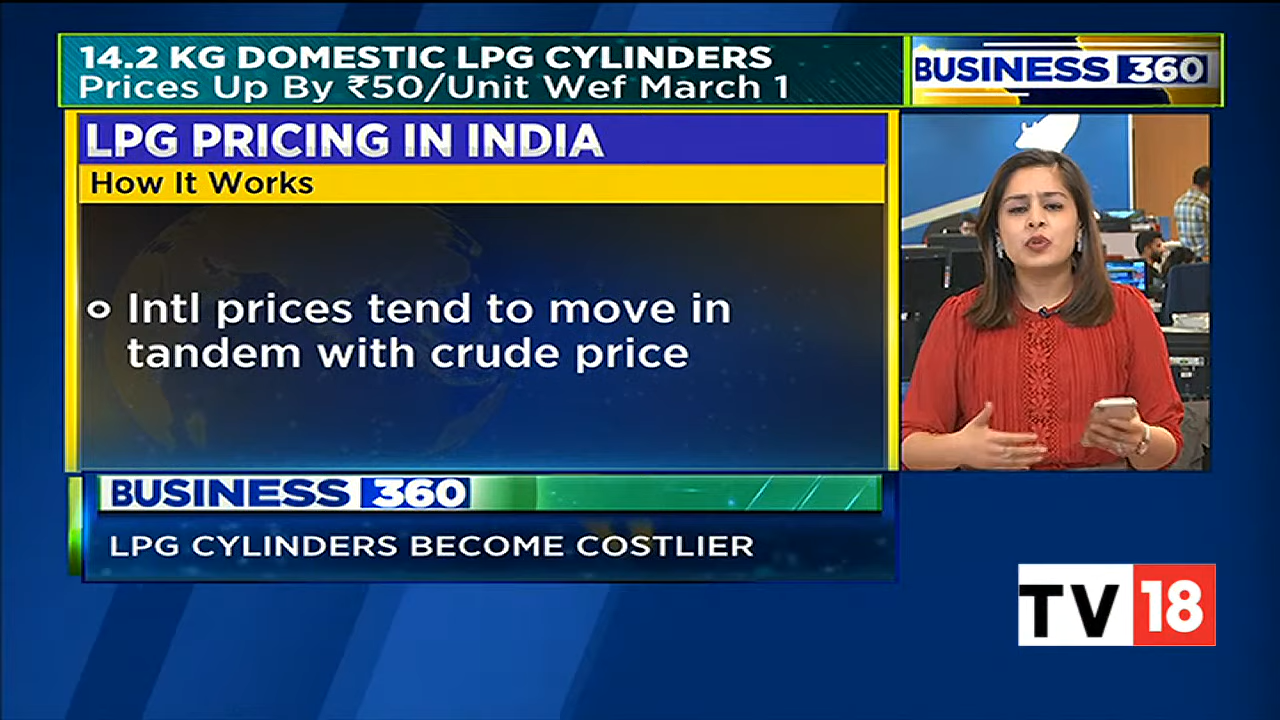 14.2 KG DOMESTIC LPG CYLINDERS
Prices Up By ₹50/Unit Wef March 1
BUSINESS 360
LPG PRICING IN INDIA
How It Works
Intl prices tend to move in
tandem with crude price
BUSINESS 360
LPG CYLINDERS BECOME COSTLIER
TV 18